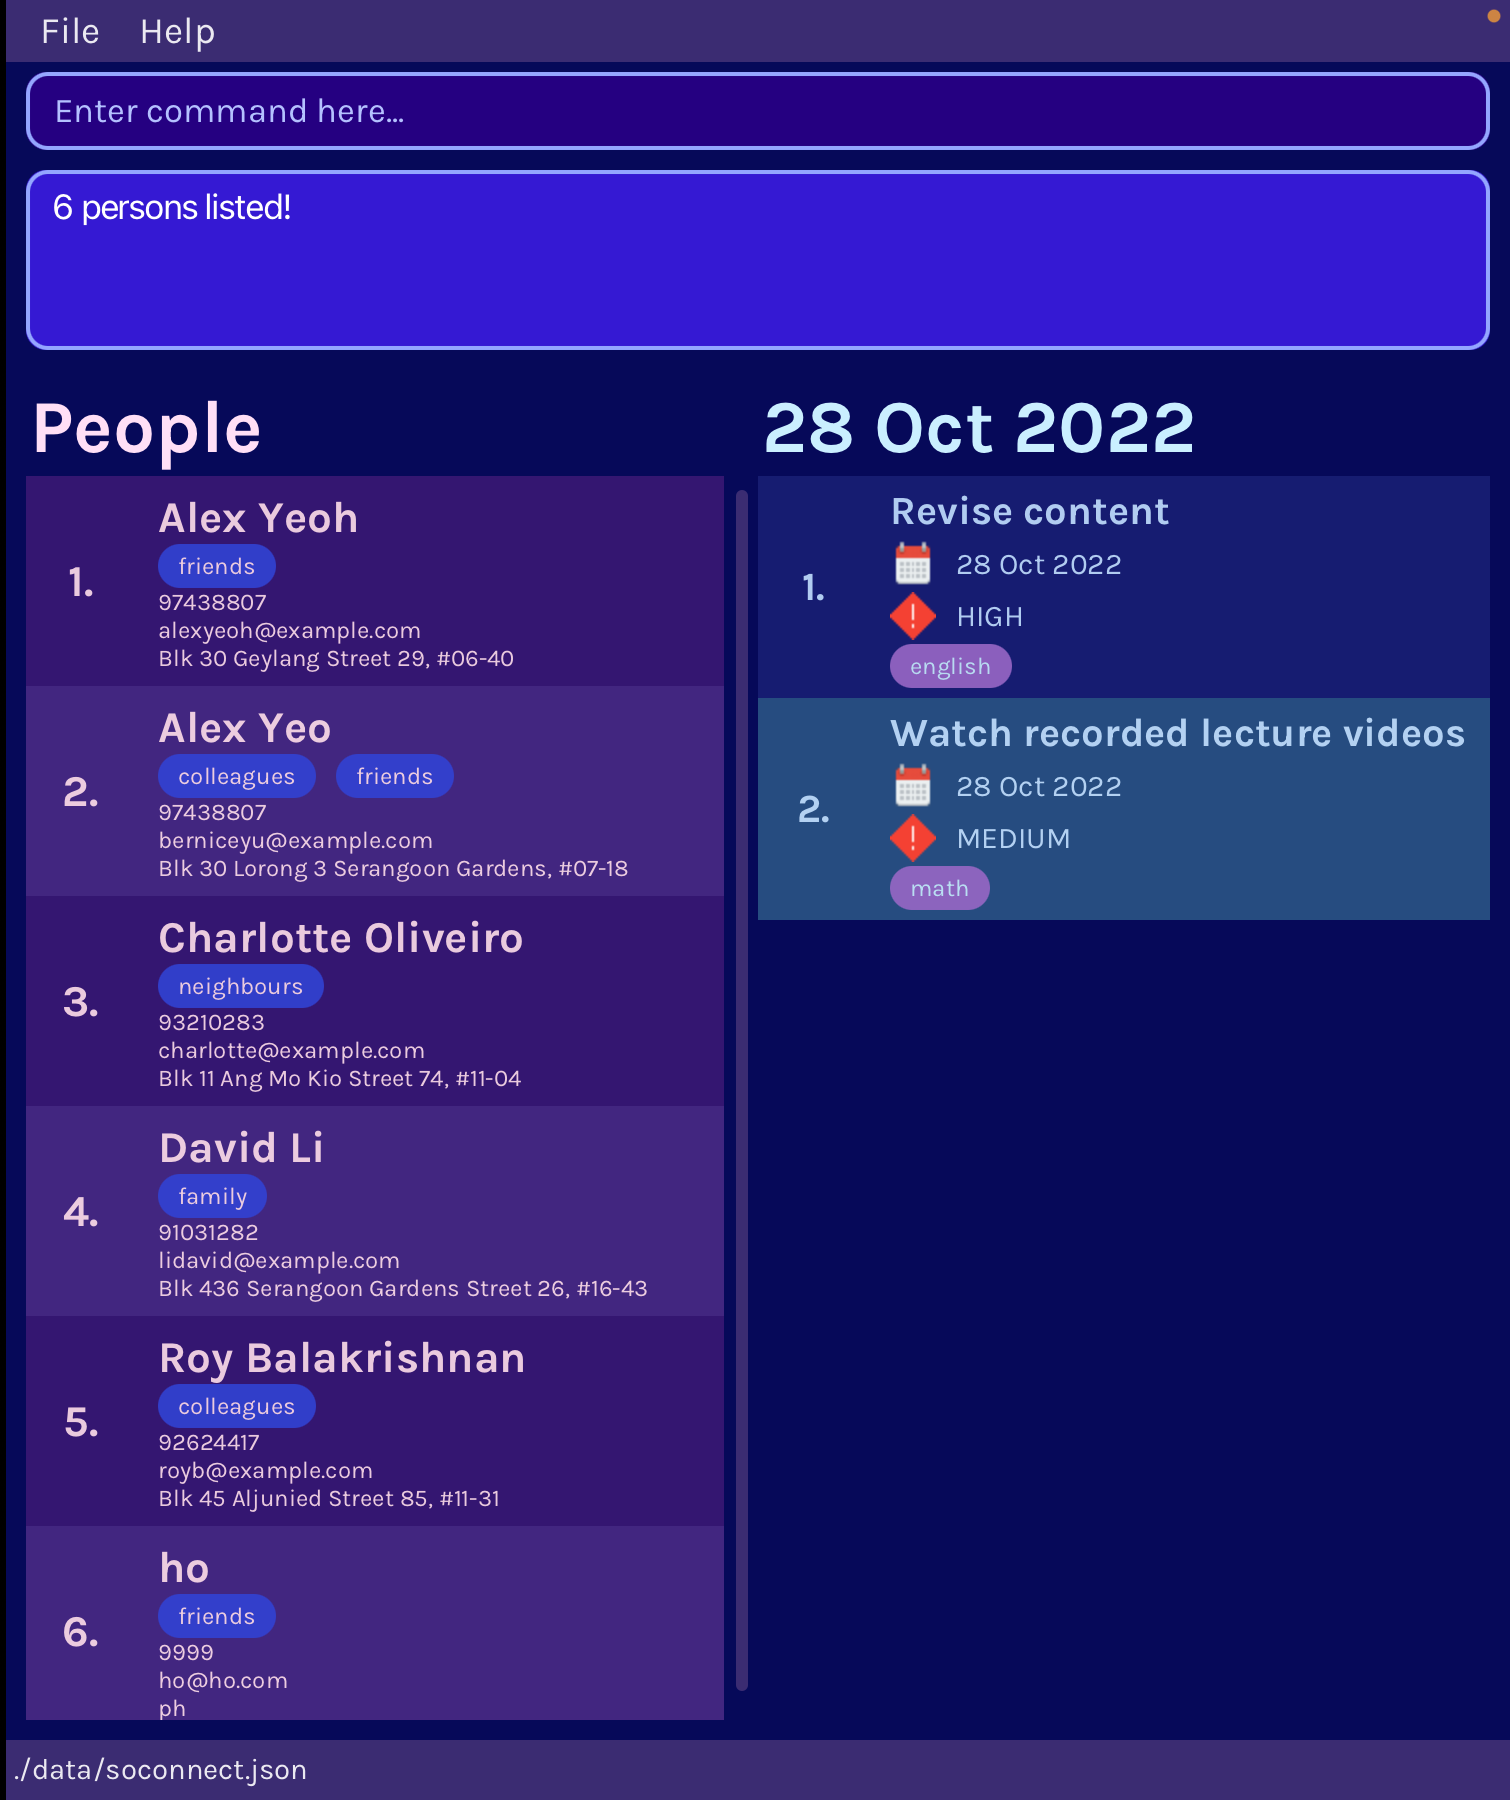 File Help
Enter command here...
6 persons listed!
People
1.
Alex Yeoh
friends
97438807
alexyeoh@example.com
Blk 30 Geylang Street 29, #06-40
2.
Alex Yeo
colleagues friends
97438807
berniceyu@example.com
Blk 30 Lorong 3 Serangoon Gardens, #07-18
3.
Charlotte Oliveiro
neighbours
93210283
charlotte@example.com
Blk 11 Ang Mo Kio Street 74, #11-04
4.
David Li
family
91031282
lidavid@example.com
Blk 436 Serangoon Gardens Street 26, #16-43
5.
Roy Balakrishnan
colleagues
92624417
royb@example.com
Blk 45 Aljunied Street 85, #11-31
6.
ho
friends
9999
ho@ho.com
ph
28 Oct 2022
1.
Revise content
28 Oct 2022
HIGH
english
2.
Watch recorded lecture videos
28 Oct 2022
MEDIUM
math
./data/soconnect.json